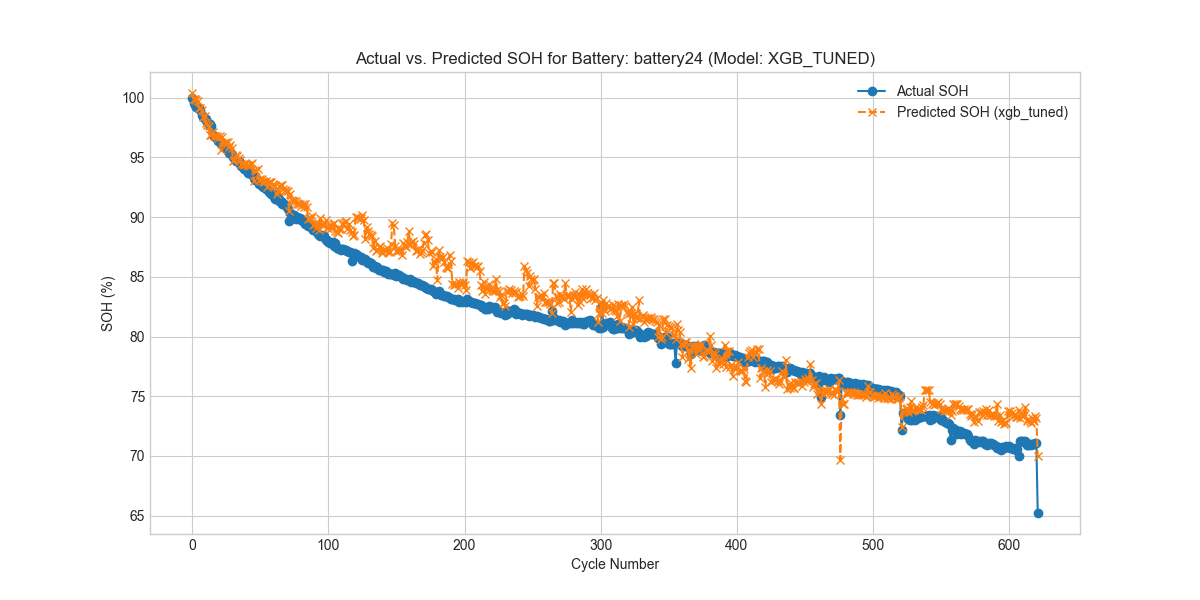 Actual vs. Predicted SOH for Battery: battery24 (Model: XGB_TUNED)
Actual SOH
Predicted SOH (xgb_tuned)
100
95
90
85
80
75
70
65
SOH (%)
0 100 200 300 400 500 600
Cycle Number